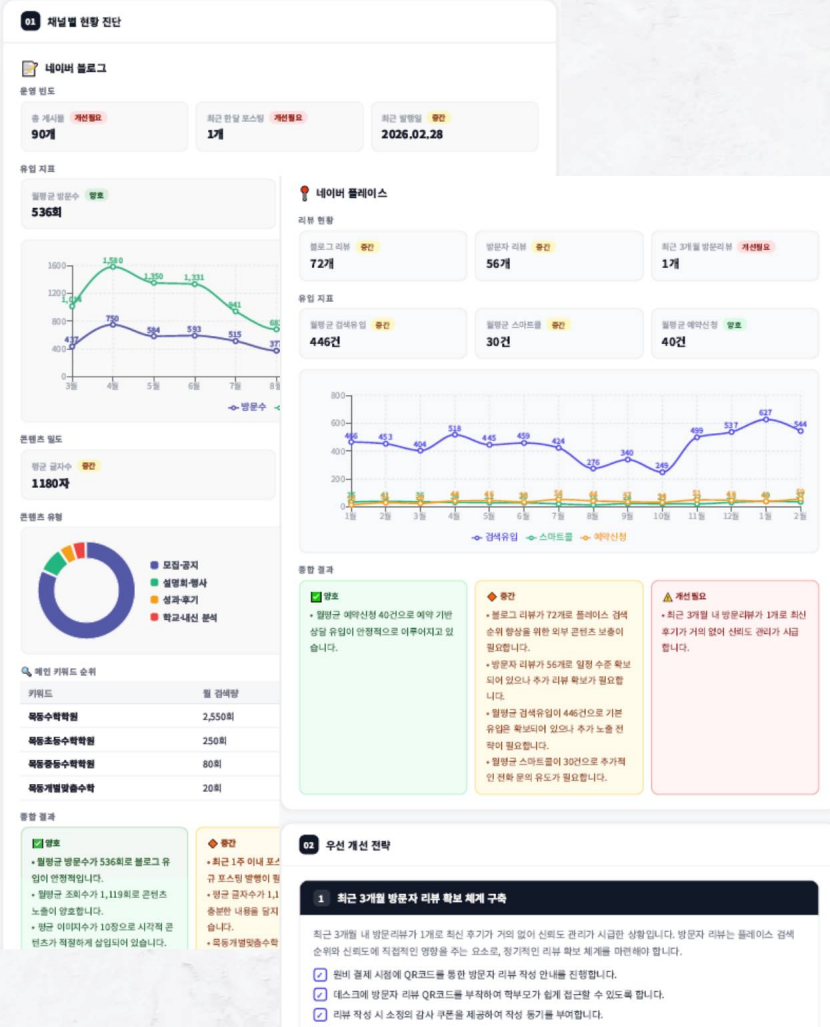 01 채널별 현황 진단
네이버 블로그
운영 빈도
총 게시물 개선필요
90개
최근 한달 포스팅 개선필요
1개
최근 발행일 중간
2026.02.28
유입 지표
월평균 방문수 양호
536회
1600
1200
800
400
0
1,580
1,350
1,331
941
750
584
593
515
3월 4월 5월 6월 7월 8월
방문수
콘텐츠 밀도
평균 글자수 중간
1180자
콘텐츠 유형
모집·공지
설명회·행사
성과·후기
학교·내신 분석
메인 키워드 순위
키워드 월 검색량
목동수학학원 2,550회
목동초등수학학원 250회
목동중등수학학원 80회
목동개별맞춤수학 20회
종합 결과
양호
• 월평균 방문수가 536회로 블로그 유
입이 안정적입니다.
• 월평균 조회수가 1,119회로 콘텐츠
노출이 양호합니다.
• 평균 이미지수가 10장으로 시각적 콘
텐츠가 적절하게 삽입되어 있습니다.
중간
• 최근 1주 이내 포스
규 포스팅 발행이 필
• 평균 글자수가 1,1
충분한 내용을 담지
습니다.
• 목동개별맞춤수학
네이버 플레이스
리뷰 현황
블로그 리뷰 중간
72개
방문자 리뷰 중간
56개
최근 3개월 방문리뷰 개선필요
1개
유입 지표
월평균 검색유입 중간
446건
월평균 스마트콜 중간
30건
월평균 예약신청 양호
40건
800
600
400
200
0
466 453 404 518 445 459 424 276 340 249 499 537 627 544
1월 2월 3월 4월 5월 6월 7월 8월 9월 10월 11월 12월 1월 2월
검색유입 스마트콜 예약신청
종합 결과
양호
• 월평균 예약신청 40건으로 예약 기반
상담 유입이 안정적으로 이루어지고 있
습니다.
중간
• 블로그 리뷰가 72개로 플레이스 검색
순위 향상을 위한 외부 콘텐츠 보충이
필요합니다.
• 방문자 리뷰가 56개로 일정 수준 확보
되어 있으나 추가 리뷰 확보가 필요합
니다.
• 월평균 검색유입이 446건으로 기본
유입은 확보되어 있으나 추가 노출 전
략이 필요합니다.
• 월평균 스마트콜이 30건으로 추가적
인 전화 문의 유도가 필요합니다.
개선필요
• 최근 3개월 내 방문리뷰가 1개로 최신
후기가 거의 없어 신뢰도 관리가 시급
합니다.
02 우선 개선 전략
1 최근 3개월 방문자 리뷰 확보 체계 구축
최근 3개월 내 방문리뷰가 1개로 최신 후기가 거의 없어 신뢰도 관리가 시급한 상황입니다. 방문자 리뷰는 플레이스 검색
순위와 신뢰도에 직접적인 영향을 주는 요소로, 정기적인 리뷰 확보 체계를 마련해야 합니다.
원비 결제 시점에 QR코드를 통한 방문자 리뷰 작성 안내를 진행합니다.
데스크에 방문자 리뷰 QR코드를 부착하여 학부모가 쉽게 접근할 수 있도록 합니다.
리뷰 작성 시 소정의 감사 쿠폰을 제공하여 작성 동기를 부여합니다.